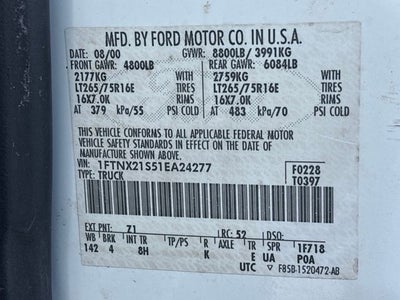 MFD. BY FORD MOTOR CO. IN U.S.A.
DATE: 08/00 GVWR: 8800LB/ 3991KG
FRONT GAWR: 4800LB REAR GAWR: 6084LB
2177KG WITH 2759KG WITH
LT265/75R16E TIRES LT265/75R16E TIRES
16X7.0K RIMS 16X7.0K RIMS
AT 379 kPa/55 PSI COLD AT 483 kPa/70 PSI COLD
THIS VEHICLE CONFORMS TO ALL APPLICABLE FEDERAL MOTOR
VEHICLE SAFETY STANDARDS IN EFFECT ON THE DATE OF
MANUFACTURE SHOWN ABOVE.
VIN: 1FTNX21S51EA24277 F0228
TYPE: TRUCK T0397
EXT PNT: Z1 RC: 52 DSO:
WB BRK INT TR TP/PS R AXLE TR SPR 1F718
142 4 8H K E UA POA
UTC F85B-1520472-AB